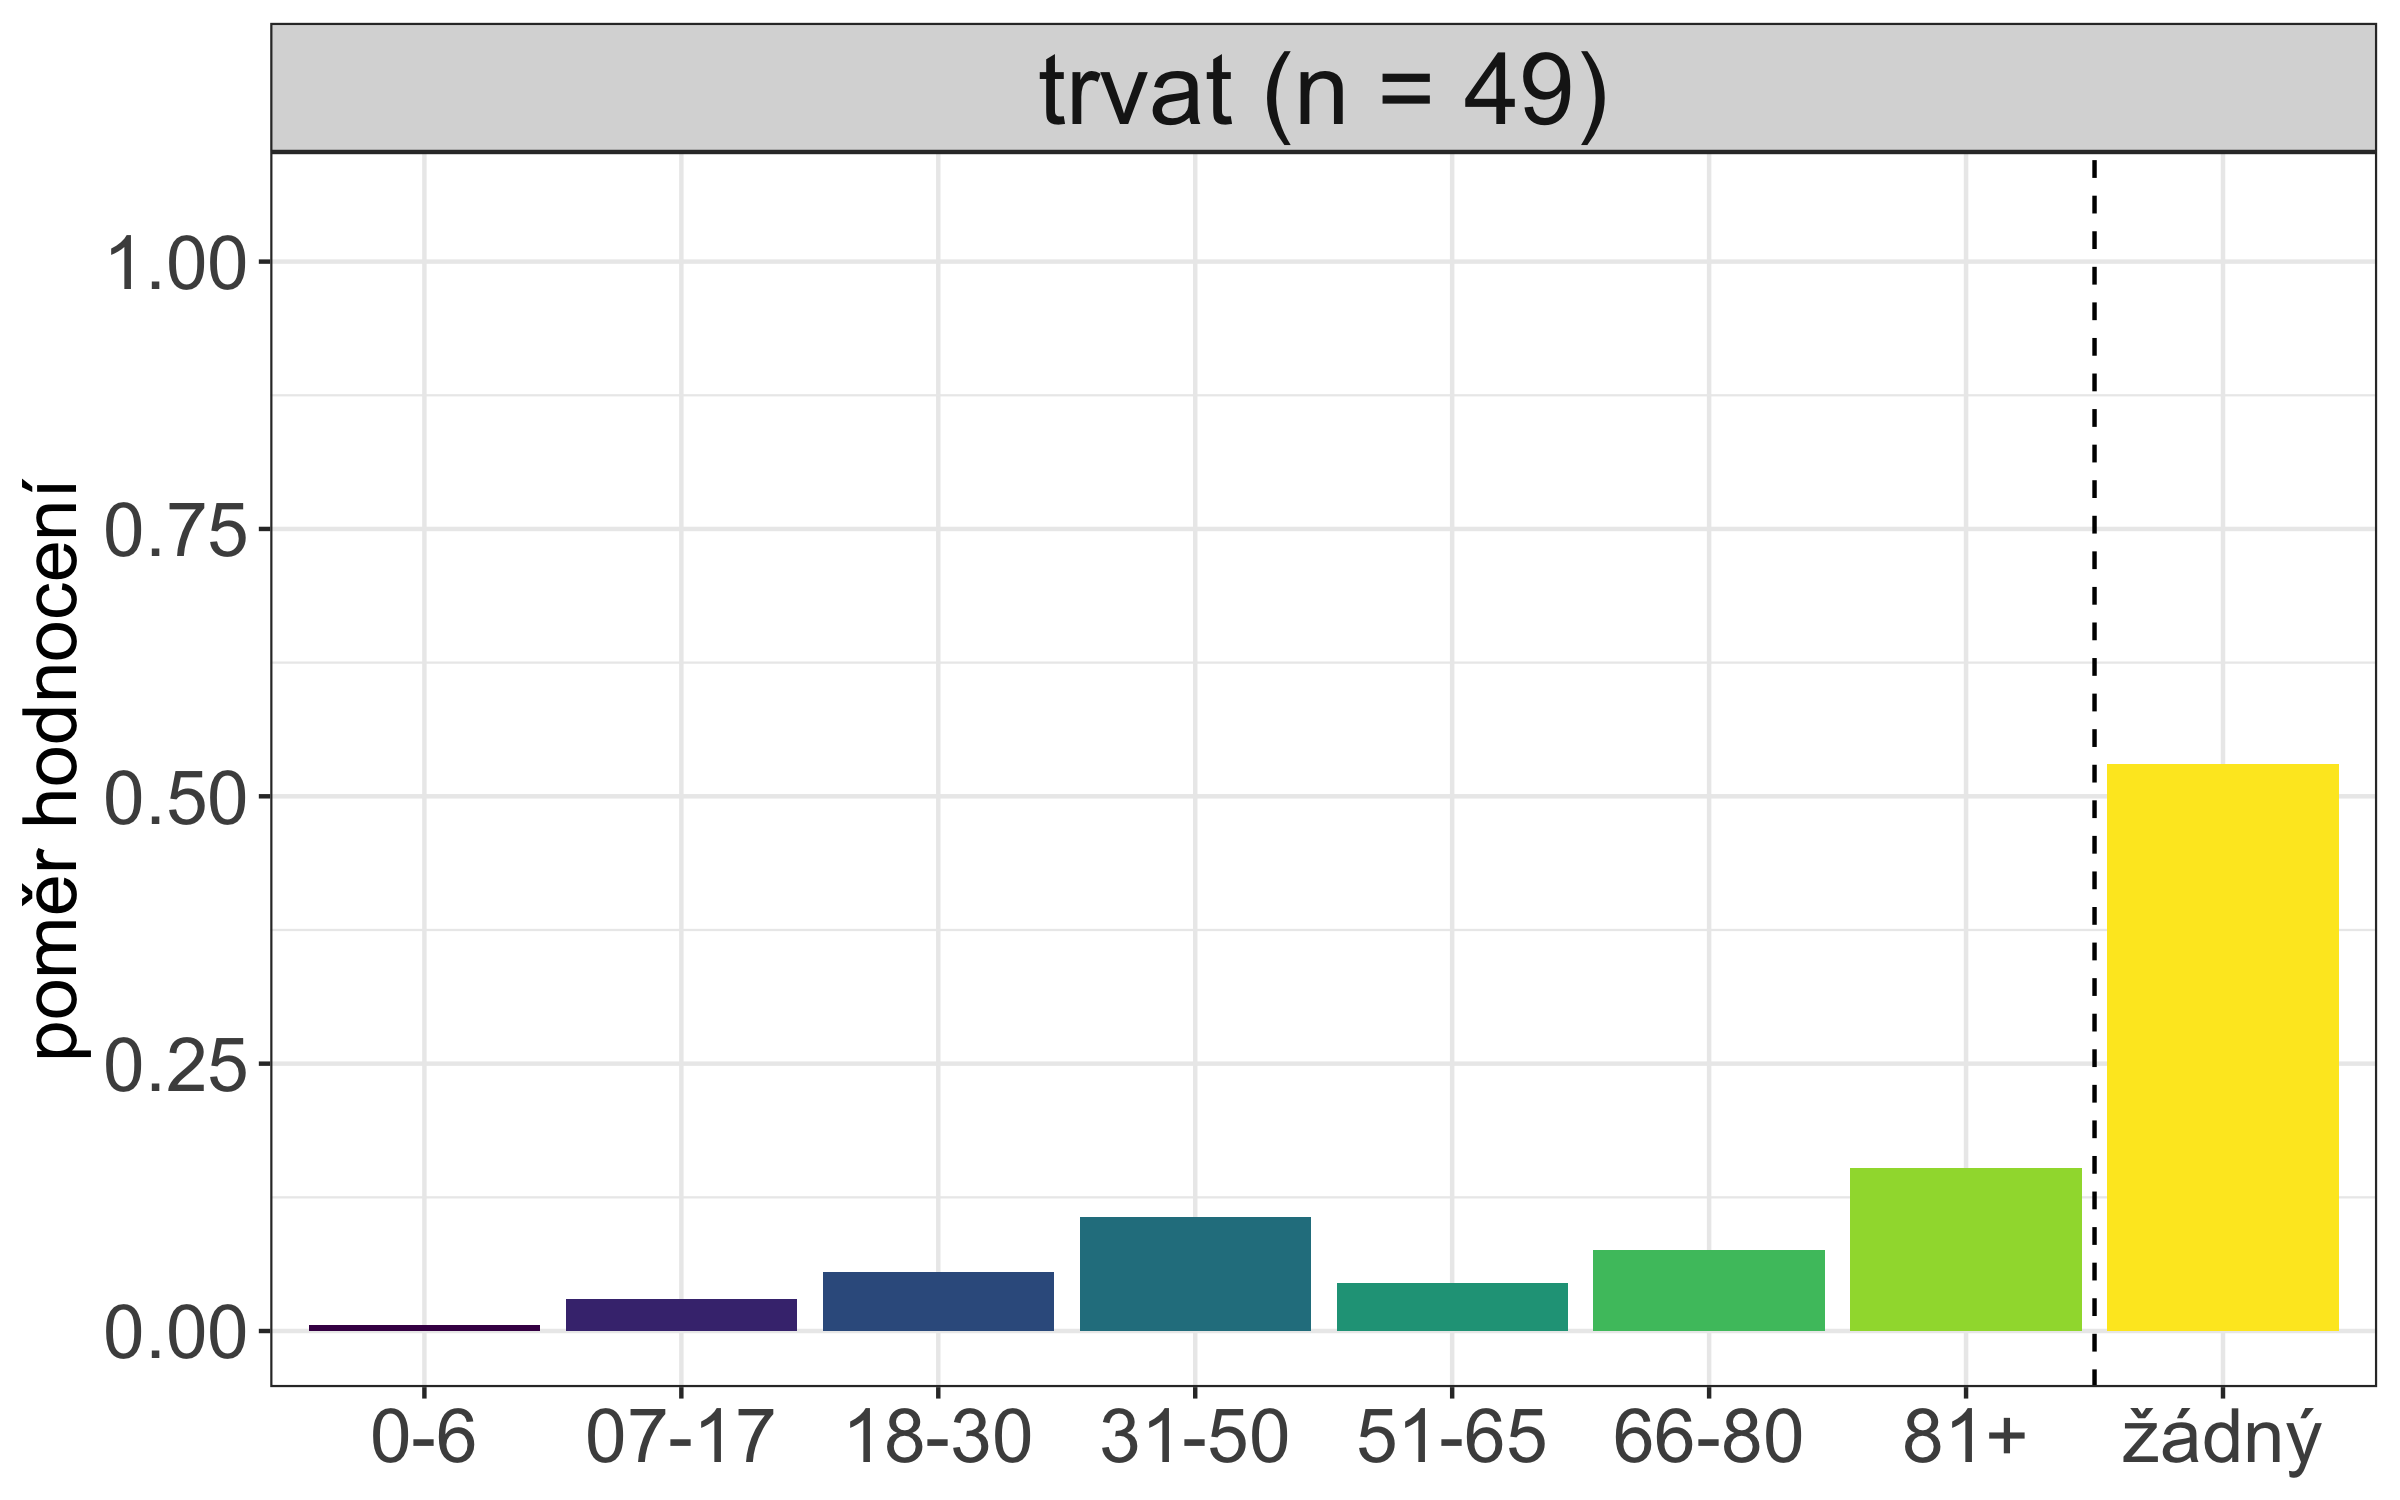 trvat (n = 49)
poměr hodnocení
1.00
0.75
0.50
0.25
0.00
0-6 07-17 18-30 31-50 51-65 66-80 81+ žádný